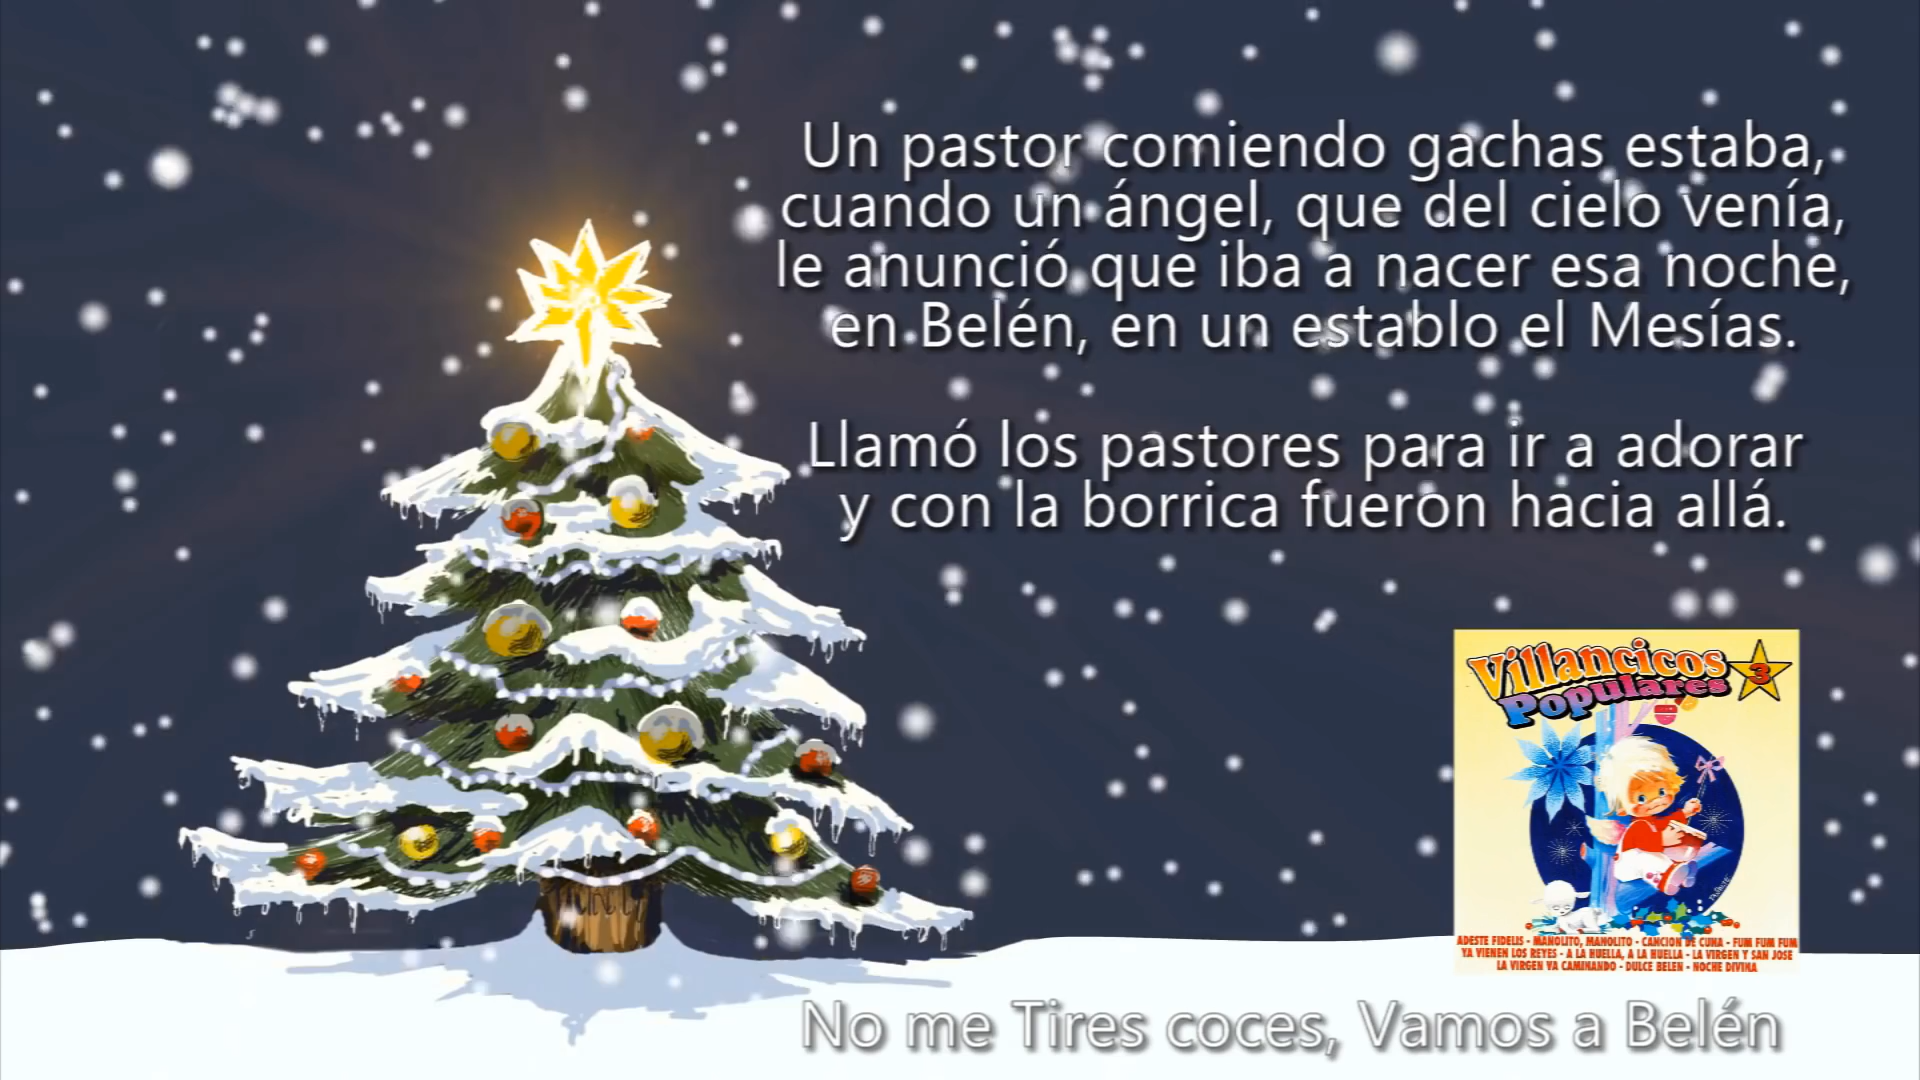 Un pastor comiendo gachas estaba,
cuando un ángel, que del cielo venía,
le anunció que iba a nacer esa noche,
en Belén, en un establo el Mesías.
Llamó los pastores para ir a adorar
y con la borrica fueron hacia allá.
Villancicos
Populares
3
ADESTE FIDELIS - MANOLITO, MANOLITO - CANCION DE CUNA - FUM FUM FUM
YA VIENEN LOS REYES - A LA HUELLA, A LA HUELLA - LA VIRGEN Y SAN JOSE
LA VIRGEN VA CAMINANDO - DULCE BELEN - NOCHE DIVINA
No me Tires coces, Vamos a Belén